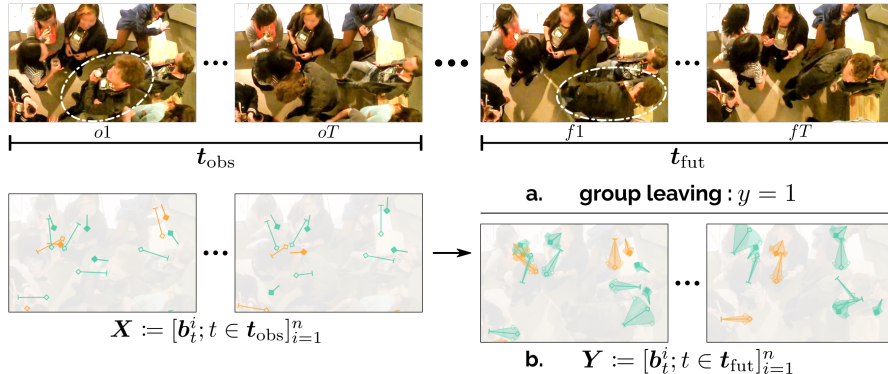 o1
oT
f1
fT
t_obs
t_fut
a. group leaving : y = 1
X := [b_t^i; t ∈ t_obs]_{i=1}^n
b. Y := [b_t^i; t ∈ t_fut]_{i=1}^n